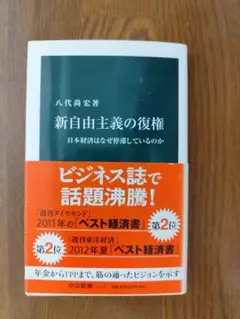 八代尚宏著
新自由主義の復権
日本経済はなぜ停滞しているのか
ビジネス誌で
話題沸騰!
『週刊ダイヤモンド』
2011年の「ベスト経済書」
第2位
『週刊東洋経済』
第2位
2012年夏「ベスト経済書」
年金からTPPまで、筋の通ったビジョンを示す
中公新書